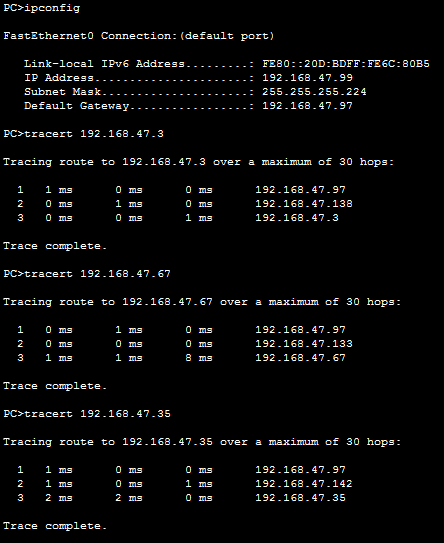 PC>ipconfig
FastEthernet0 Connection:(default port)
Link-local IPv6 Address.........: FE80::20D:BDFF:FE6C:80B5
IP Address......................: 192.168.47.99
Subnet Mask.....................: 255.255.255.224
Default Gateway.................: 192.168.47.97
PC>tracert 192.168.47.3
Tracing route to 192.168.47.3 over a maximum of 30 hops:
1 1 ms 0 ms 0 ms 192.168.47.97
2 0 ms 1 ms 0 ms 192.168.47.138
3 0 ms 0 ms 1 ms 192.168.47.3
Trace complete.
PC>tracert 192.168.47.67
Tracing route to 192.168.47.67 over a maximum of 30 hops:
1 0 ms 1 ms 0 ms 192.168.47.97
2 0 ms 0 ms 0 ms 192.168.47.133
3 1 ms 1 ms 8 ms 192.168.47.67
Trace complete.
PC>tracert 192.168.47.35
Tracing route to 192.168.47.35 over a maximum of 30 hops:
1 1 ms 0 ms 0 ms 192.168.47.97
2 1 ms 0 ms 1 ms 192.168.47.142
3 2 ms 2 ms 0 ms 192.168.47.35
Trace complete.